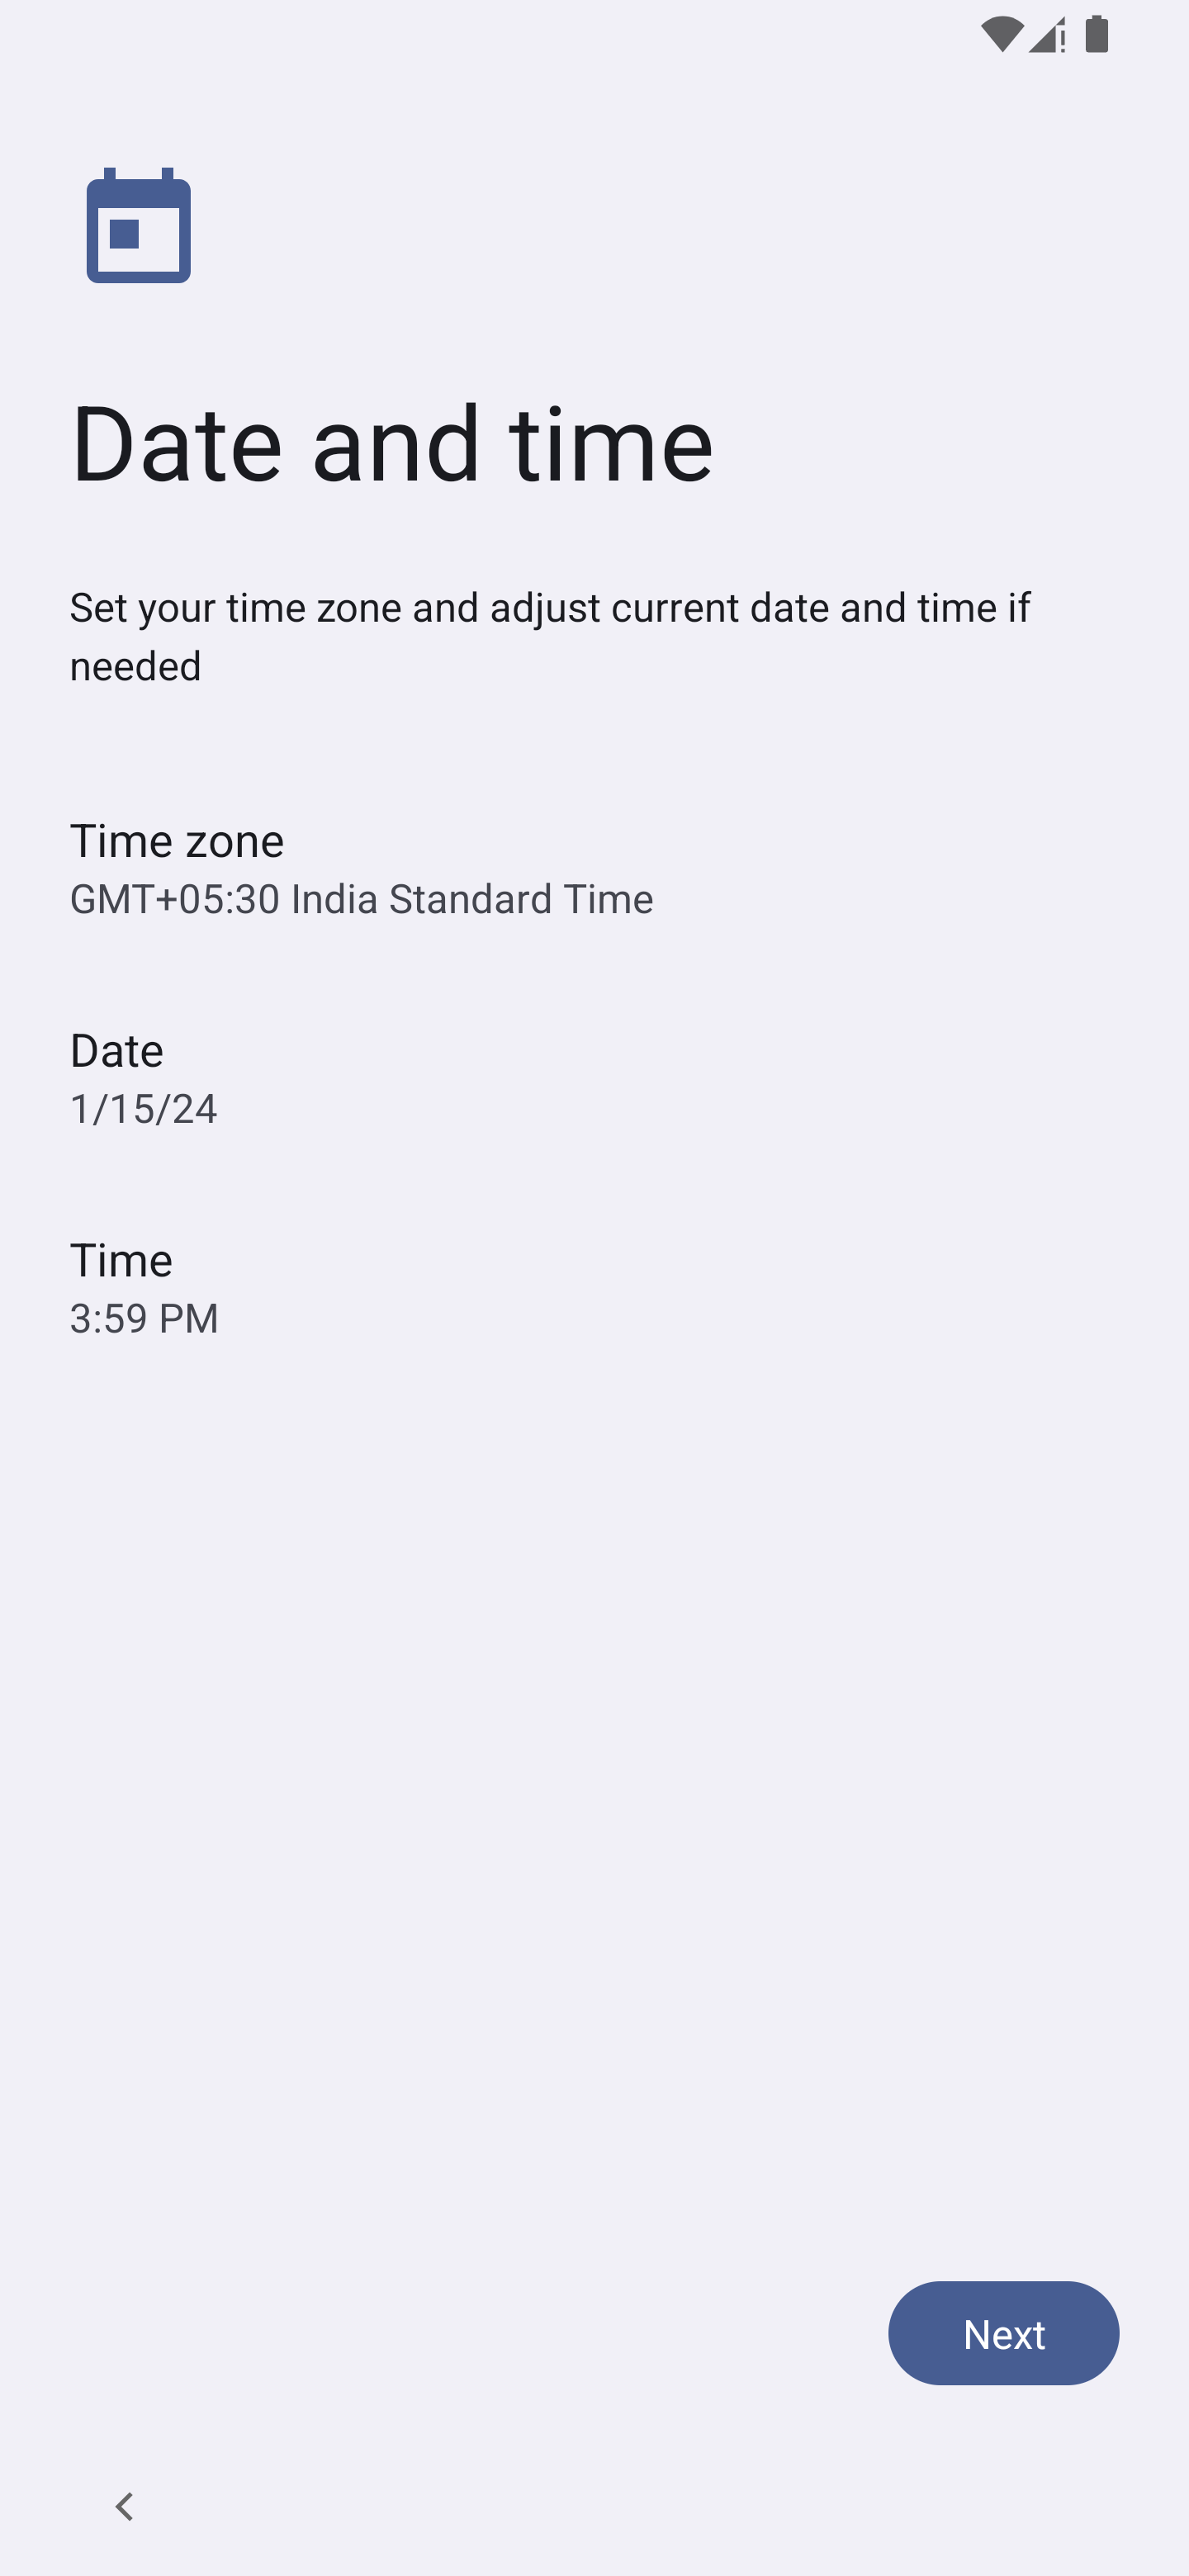 Date and time
Set your time zone and adjust current date and time if
needed
Time zone
GMT+05:30 India Standard Time
Date
1/15/24
Time
3:59 PM
Next